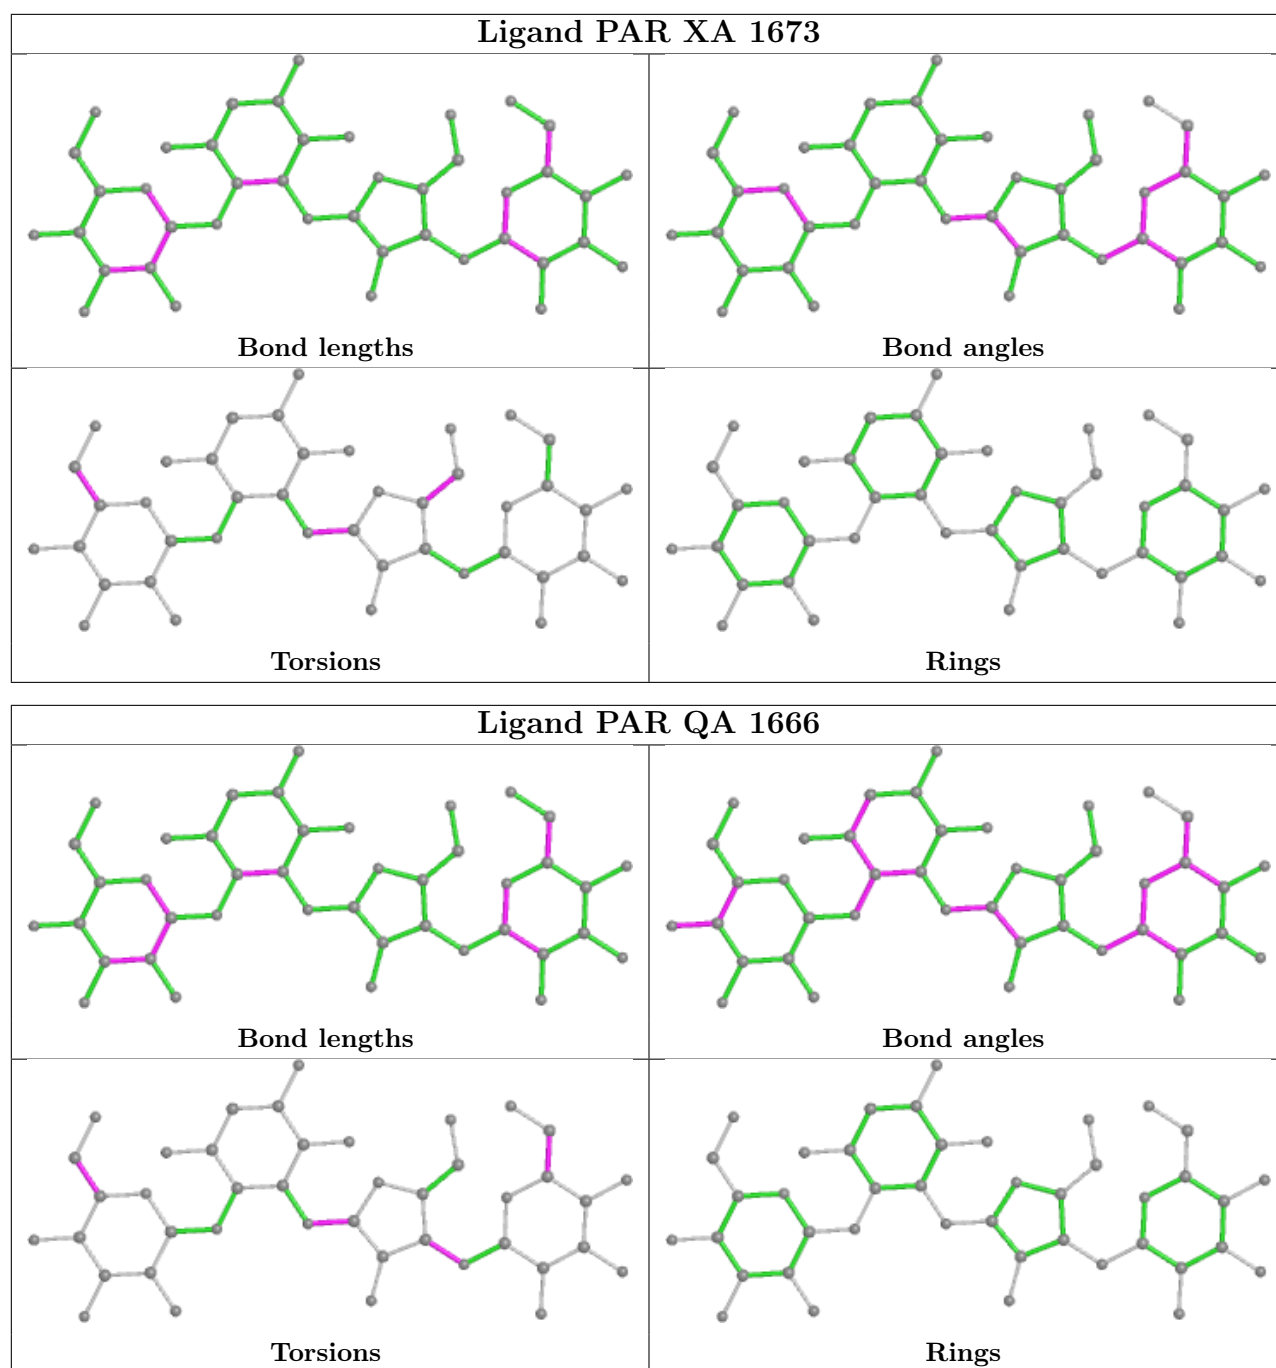 Ligand PAR XA 1673
Bond lengths
Bond angles
Torsions
Rings
Ligand PAR QA 1666
Bond lengths
Bond angles
Torsions
Rings